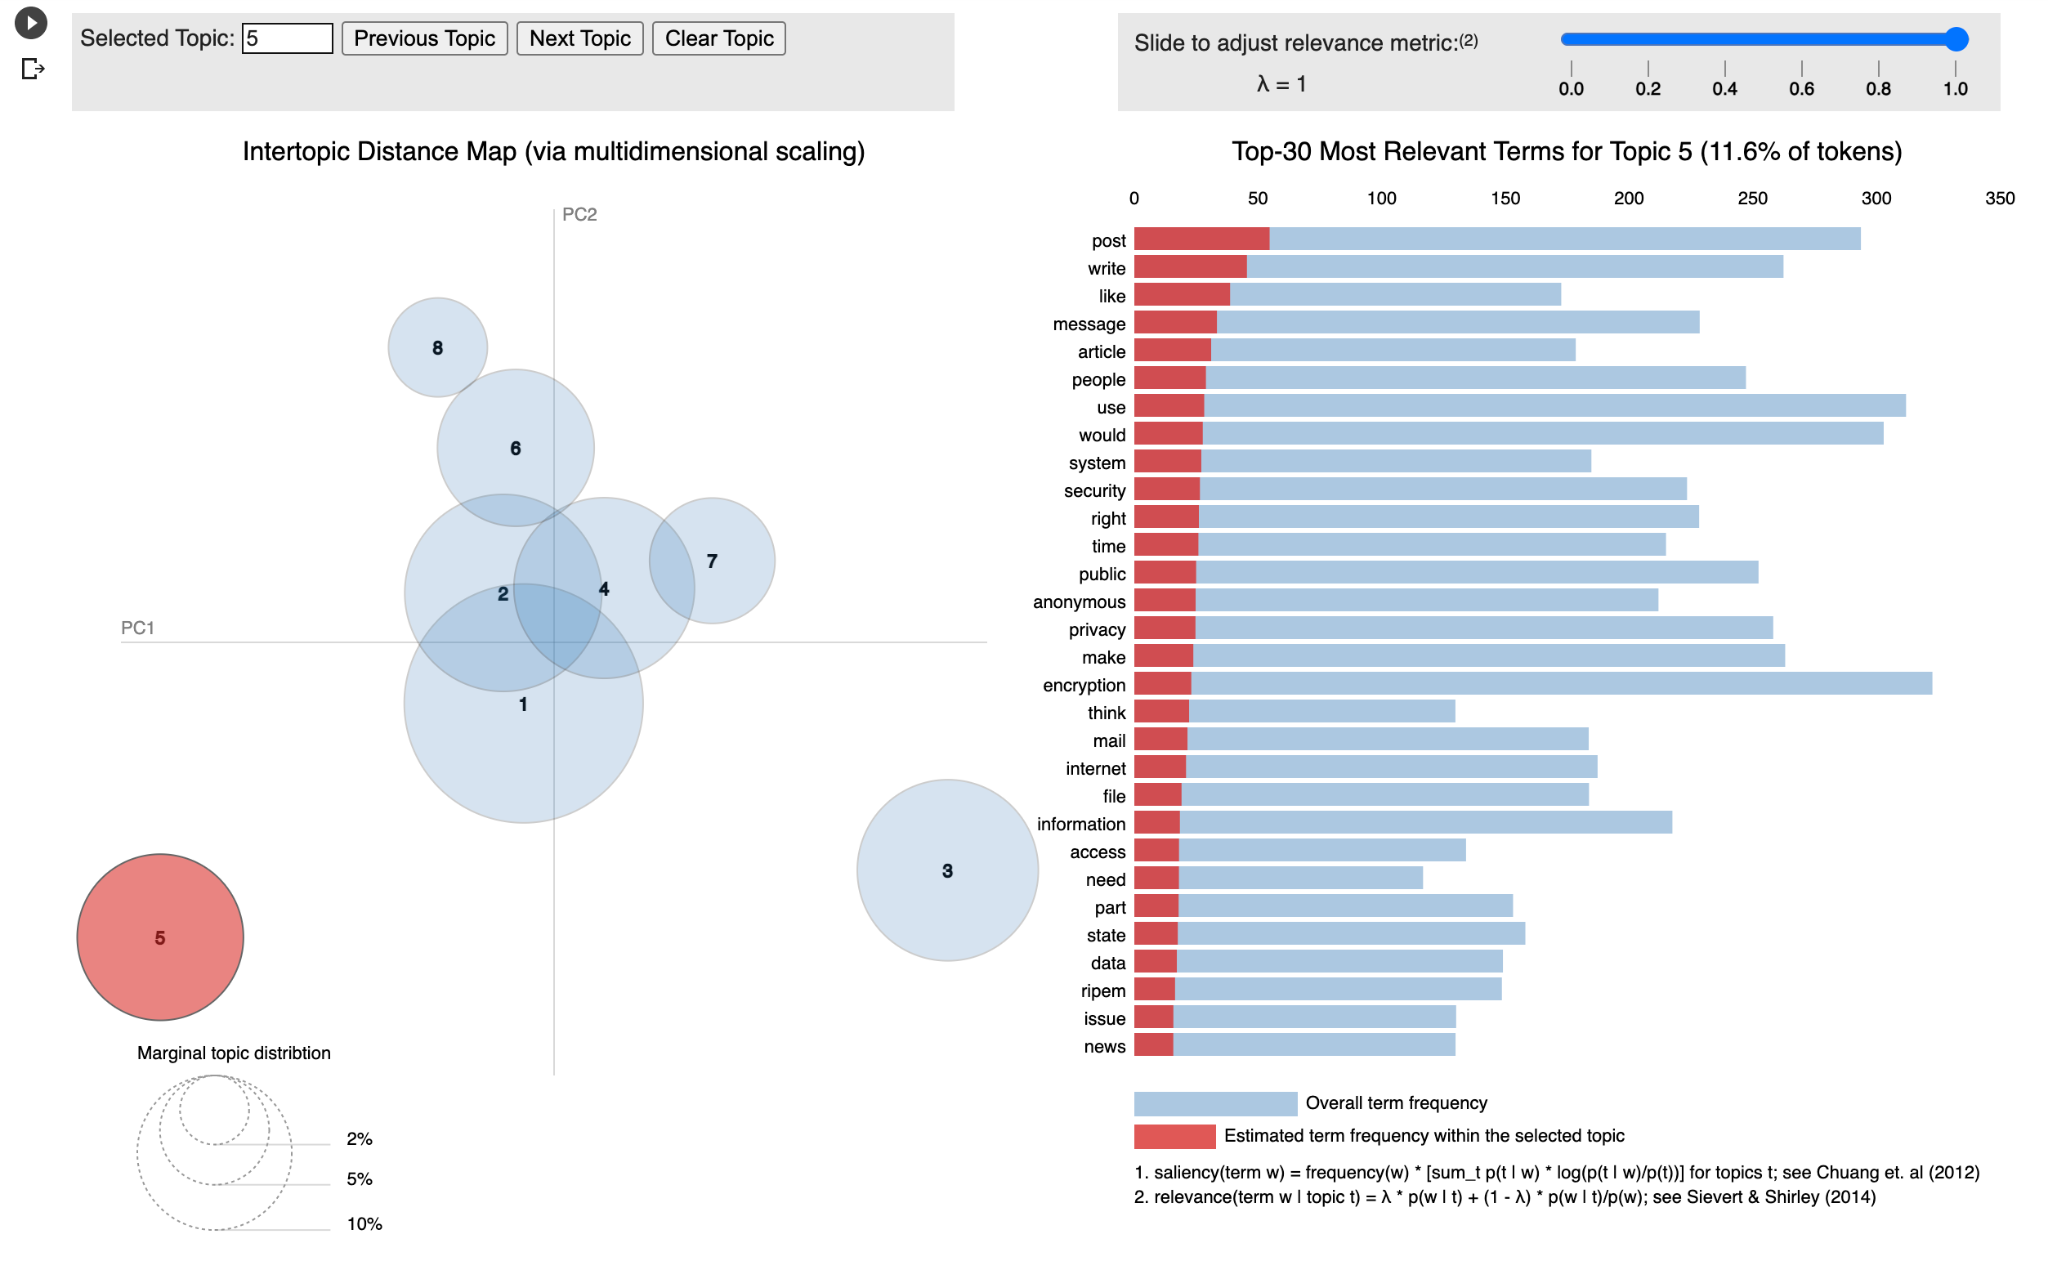 Selected Topic: 5 Previous Topic Next Topic Clear Topic
Slide to adjust relevance metric:(2)
λ = 1
0.0 0.2 0.4 0.6 0.8 1.0
Intertopic Distance Map (via multidimensional scaling)
PC2
PC1
8
6
7
2
4
1
3
5
Marginal topic distribtion
2%
5%
10%
Top-30 Most Relevant Terms for Topic 5 (11.6% of tokens)
0 50 100 150 200 250 300 350
post
write
like
message
article
people
use
would
system
security
right
time
public
anonymous
privacy
make
encryption
think
mail
internet
file
information
access
need
part
state
data
ripem
issue
news
Overall term frequency
Estimated term frequency within the selected topic
1. saliency(term w) = frequency(w) * [sum_t p(t | w) * log(p(t | w)/p(t))] for topics t; see Chuang et. al (2012)
2. relevance(term w | topic t) = λ * p(w | t) + (1 - λ) * p(w | t)/p(w); see Sievert & Shirley (2014)